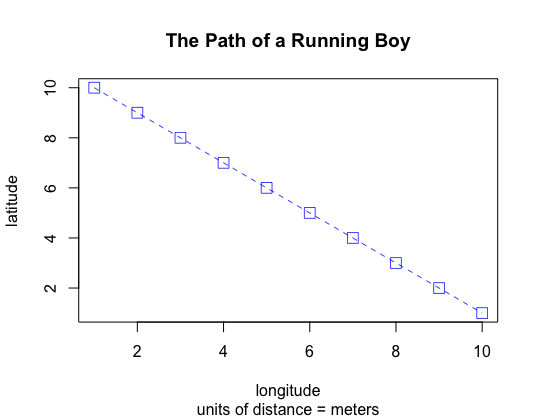 The Path of a Running Boy
latitude
10
8
6
4
2
2 4 6 8 10
longitude
units of distance = meters